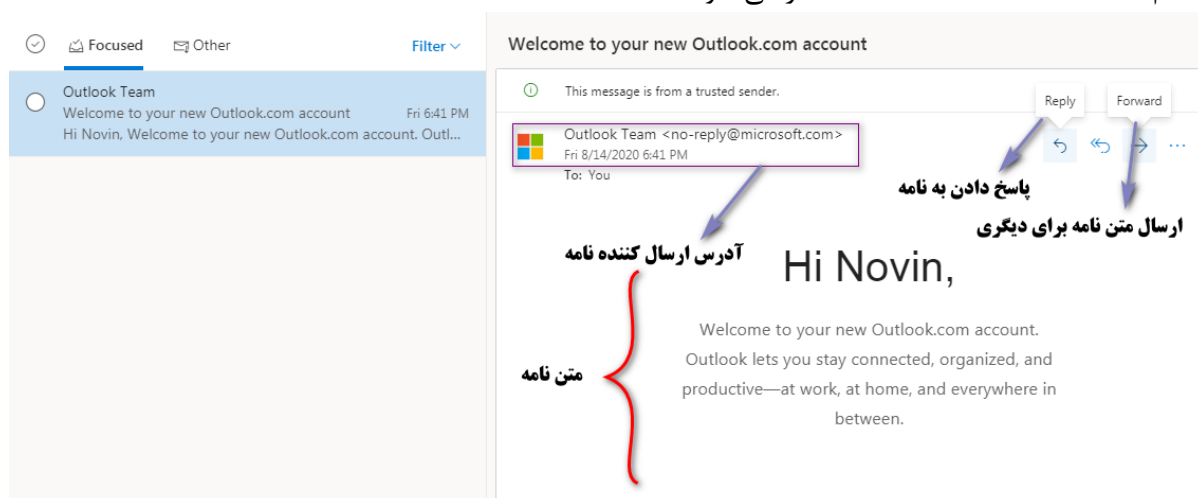 Focused
Other
Filter
Outlook Team
Welcome to your new Outlook.com account
Fri 6:41 PM
Hi Novin, Welcome to your new Outlook.com account. Outl...
Welcome to your new Outlook.com account
This message is from a trusted sender.
Reply
Forward
Outlook Team <no-reply@microsoft.com>
Fri 8/14/2020 6:41 PM
To: You
پاسخ دادن به نامه
ارسال متن نامه برای دیگری
آدرس ارسال کننده نامه
Hi Novin,
Welcome to your new Outlook.com account.
Outlook lets you stay connected, organized, and
productive—at work, at home, and everywhere in
between.
متن نامه